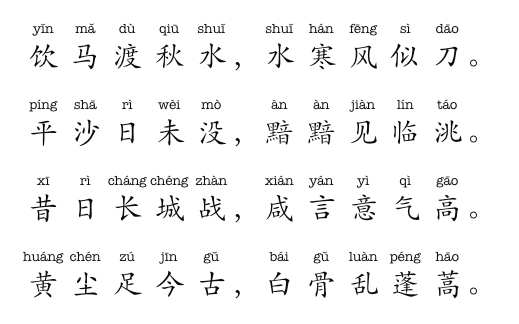 yǐn mǎ dù qiū shuǐ shuǐ hán fēng sì dāo
饮马渡秋水，水寒风似刀。
píng shā rì wèi mò àn àn jiàn lín táo
平沙日未没，黯黯见临洮。
xī rì cháng chéng zhàn xián yán yì qì gāo
昔日长城战，咸言意气高。
huáng chén zú jīn gǔ bái gǔ luàn péng hāo
黄尘足今古，白骨乱蓬蒿。